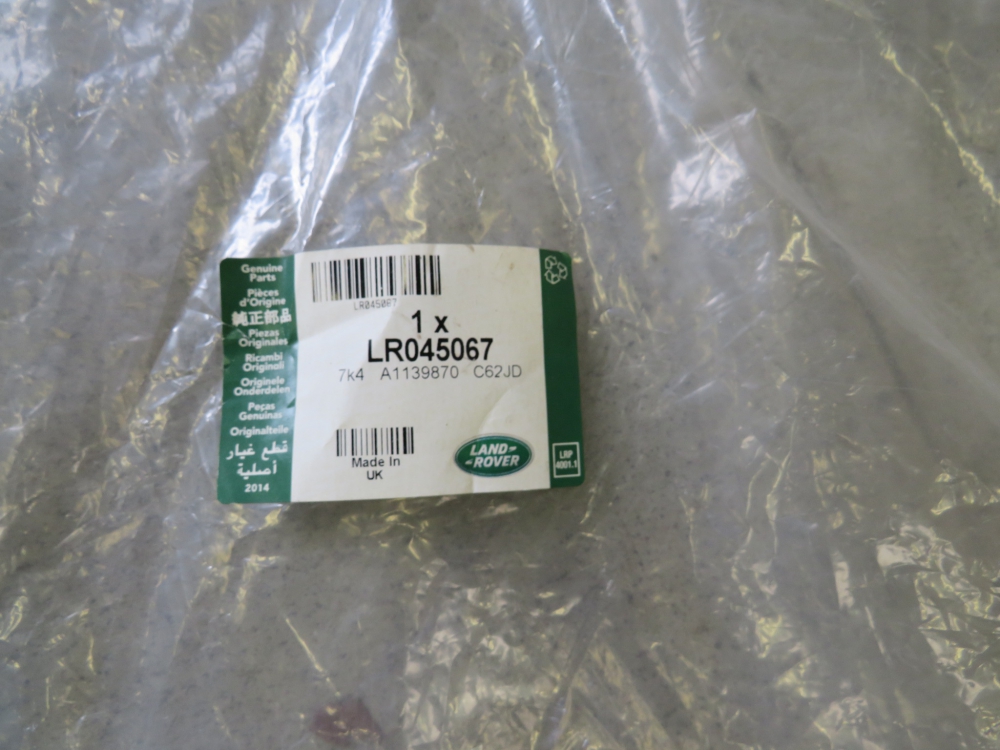 Genuine
Parts
Pièces
d'Origine
純正部品
Piezas
Originales
Ricambi
Originali
Originele
Onderdelen
Peças
Genuinas
Originalteile
قطع غيار
أصلية
2014
LR045067
1 x
LR045067
7k4 A1139870 C62JD
Made In
UK
LAND
ROVER
LRP
4001.1